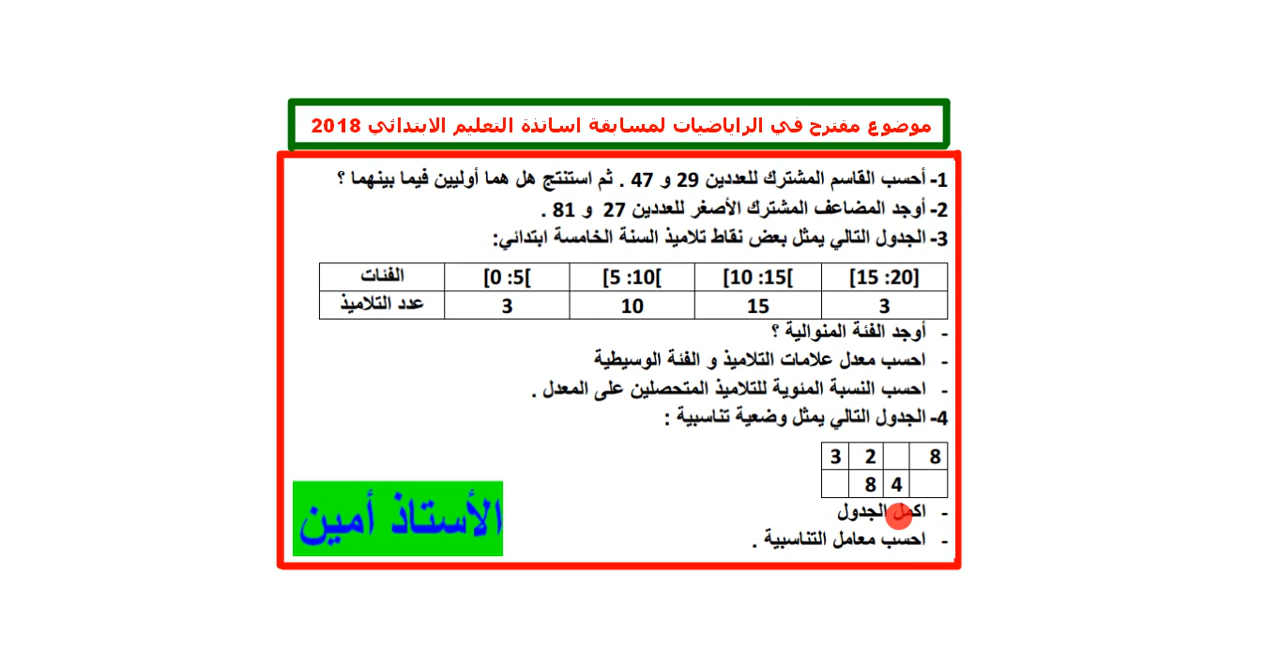 موضوع مقترح في الراياضيات لمسابقة اساتذة التعليم الابتدائي 2018
1- أحسب القاسم المشترك للعددين 29 و 47 . ثم استنتج هل هما أوليين فيما بينهما ؟
2- أوجد المضاعف المشترك الأصغر للعددين 27 و 81 .
3- الجدول التالي يمثل بعض نقاط تلاميذ السنة الخامسة ابتدائي:
الفئات [0 :5[ [5 :10[ [10 :15[ [15 :20]
عدد التلاميذ 3 10 15 3
- أوجد الفئة المنوالية ؟
- احسب معدل علامات التلاميذ و الفئة الوسيطية
- احسب النسبة المئوية للتلاميذ المتحصلين على المعدل .
4- الجدول التالي يمثل وضعية تناسبية :
3 2 8
8 4
- اكمل الجدول
- احسب معامل التناسبية .
الأستاذ أمين